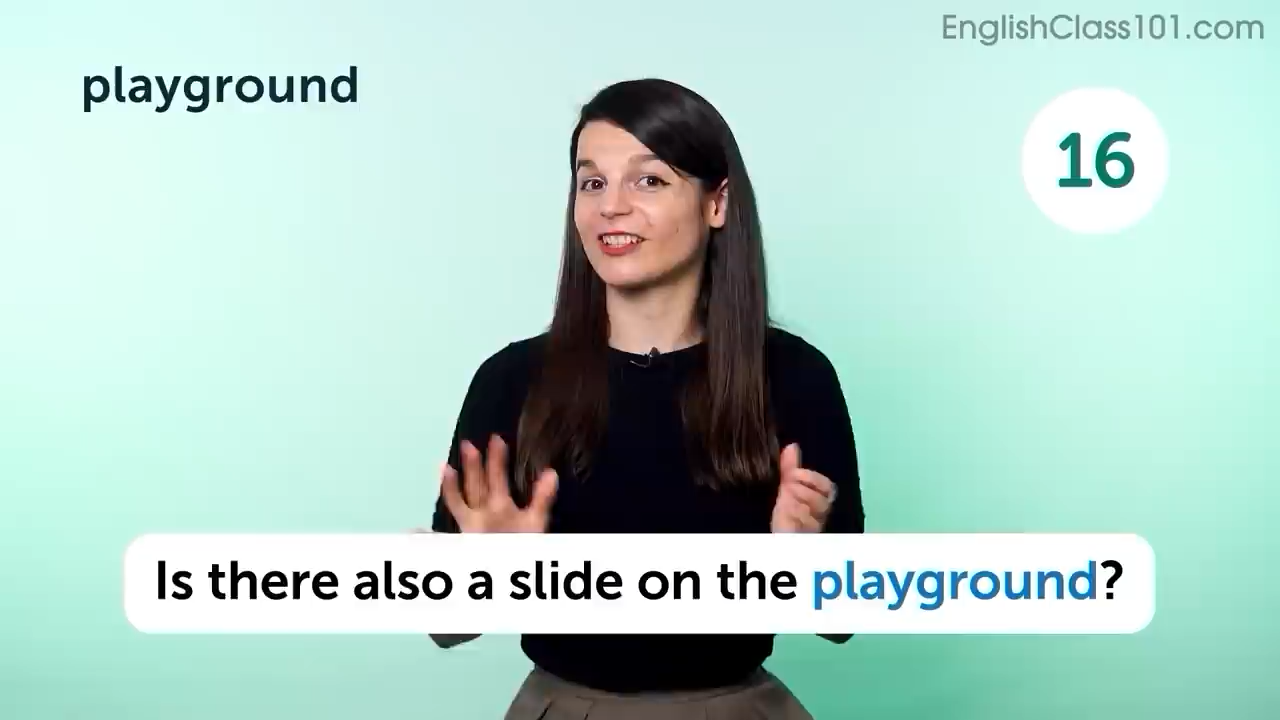 EnglishClass101.com
playground
16
Is there also a slide on the playground?